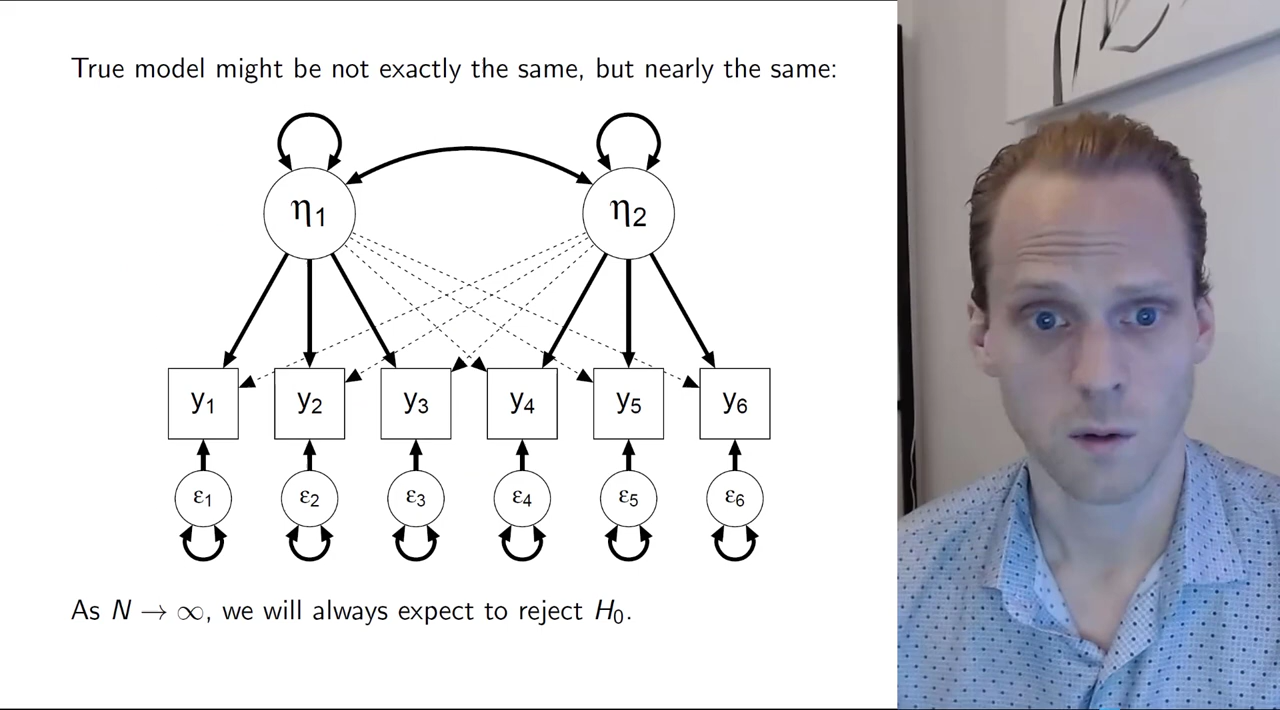 True model might be not exactly the same, but nearly the same:
η1 η2
y1 y2 y3 y4 y5 y6
ε1 ε2 ε3 ε4 ε5 ε6
As N → ∞, we will always expect to reject H0.